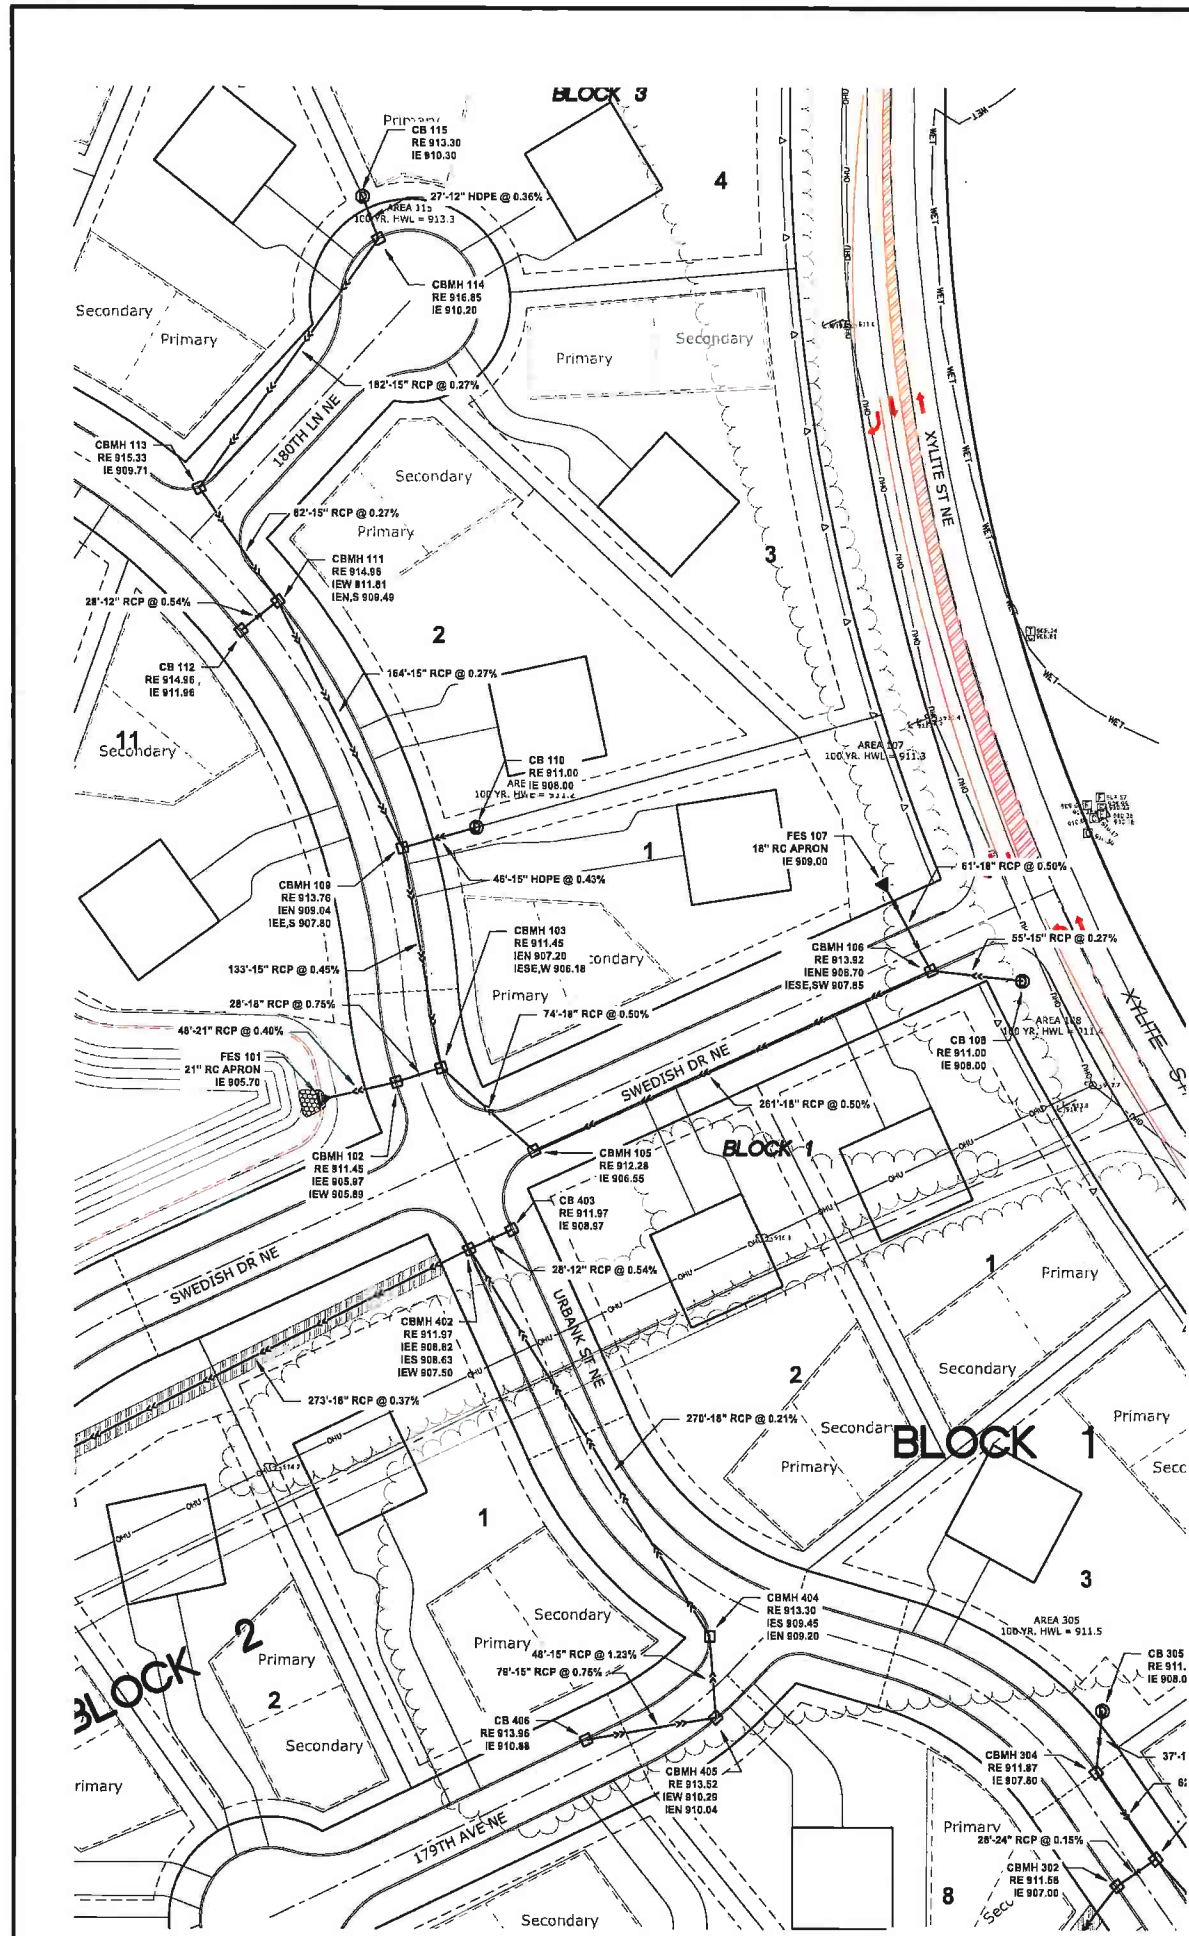 BLOCK 3
Primary
CB 115
RE 913.30
IE 910.30
4
27'-12" HDPE @ 0.36%
AREA 115
100 YR. HWL = 913.3
CBMH 114
RE 916.85
IE 910.20
Secondary
Primary
Primary
Secondary
182'-15" RCP @ 0.27%
180TH LN NE
XYLITE ST NE
CBMH 113
RE 915.33
IE 909.71
Secondary
Primary
82'-15" RCP @ 0.27%
3
CBMH 111
RE 914.96
IEW 911.81
IEN,S 909.49
28'-12" RCP @ 0.54%
2
CB 112
RE 914.96
IE 911.96
164'-15" RCP @ 0.27%
11
Secondary
CB 110
RE 911.00
IE 908.00
AREA 107
100 YR. HWL = 911.3
1
FES 107
18" RC APRON
IE 909.00
61'-18" RCP @ 0.50%
46'-15" HDPE @ 0.43%
CBMH 109
RE 913.76
IEN 909.04
IEE,S 907.80
CBMH 103
RE 911.45
IEN 907.20
IESE,W 906.18
Primary
CBMH 106
RE 913.92
IENE 908.70
IESE,SW 907.85
55'-15" RCP @ 0.27%
133'-15" RCP @ 0.45%
28'-18" RCP @ 0.75%
74'-18" RCP @ 0.50%
48'-21" RCP @ 0.40%
FES 101
21" RC APRON
IE 905.70
SWEDISH DR NE
CB 108
RE 911.00
IE 908.00
XYLITE
261'-18" RCP @ 0.50%
CBMH 102
RE 911.45
IEE 905.97
IEW 905.89
CBMH 105
RE 912.28
IE 906.55
BLOCK 1
CB 403
RE 911.97
IE 908.97
SWEDISH DR NE
28'-12" RCP @ 0.54%
1
Primary
URBANK ST NE
CBMH 402
RE 911.97
IEE 908.82
IES 908.63
IEW 907.50
273'-18" RCP @ 0.37%
2
Secondary
270'-18" RCP @ 0.21%
Secondary
Primary
Primary
BLOCK 1
1
3
CBMH 404
RE 913.30
IES 909.45
IEN 909.20
AREA 305
100 YR. HWL = 911.5
Secondary
Primary
48'-15" RCP @ 1.23%
79'-15" RCP @ 0.75%
BLOCK 2
Primary
2
Secondary
CB 305
RE 911.
IE 908.0
CB 406
RE 913.96
IE 910.88
CBMH 405
RE 913.52
IEW 910.29
IEN 910.04
CBMH 304
RE 911.87
IE 907.60
37'-1
179TH AVE NE
Primary
28'-24" RCP @ 0.15%
CBMH 302
RE 911.56
IE 907.00
8
Secondary